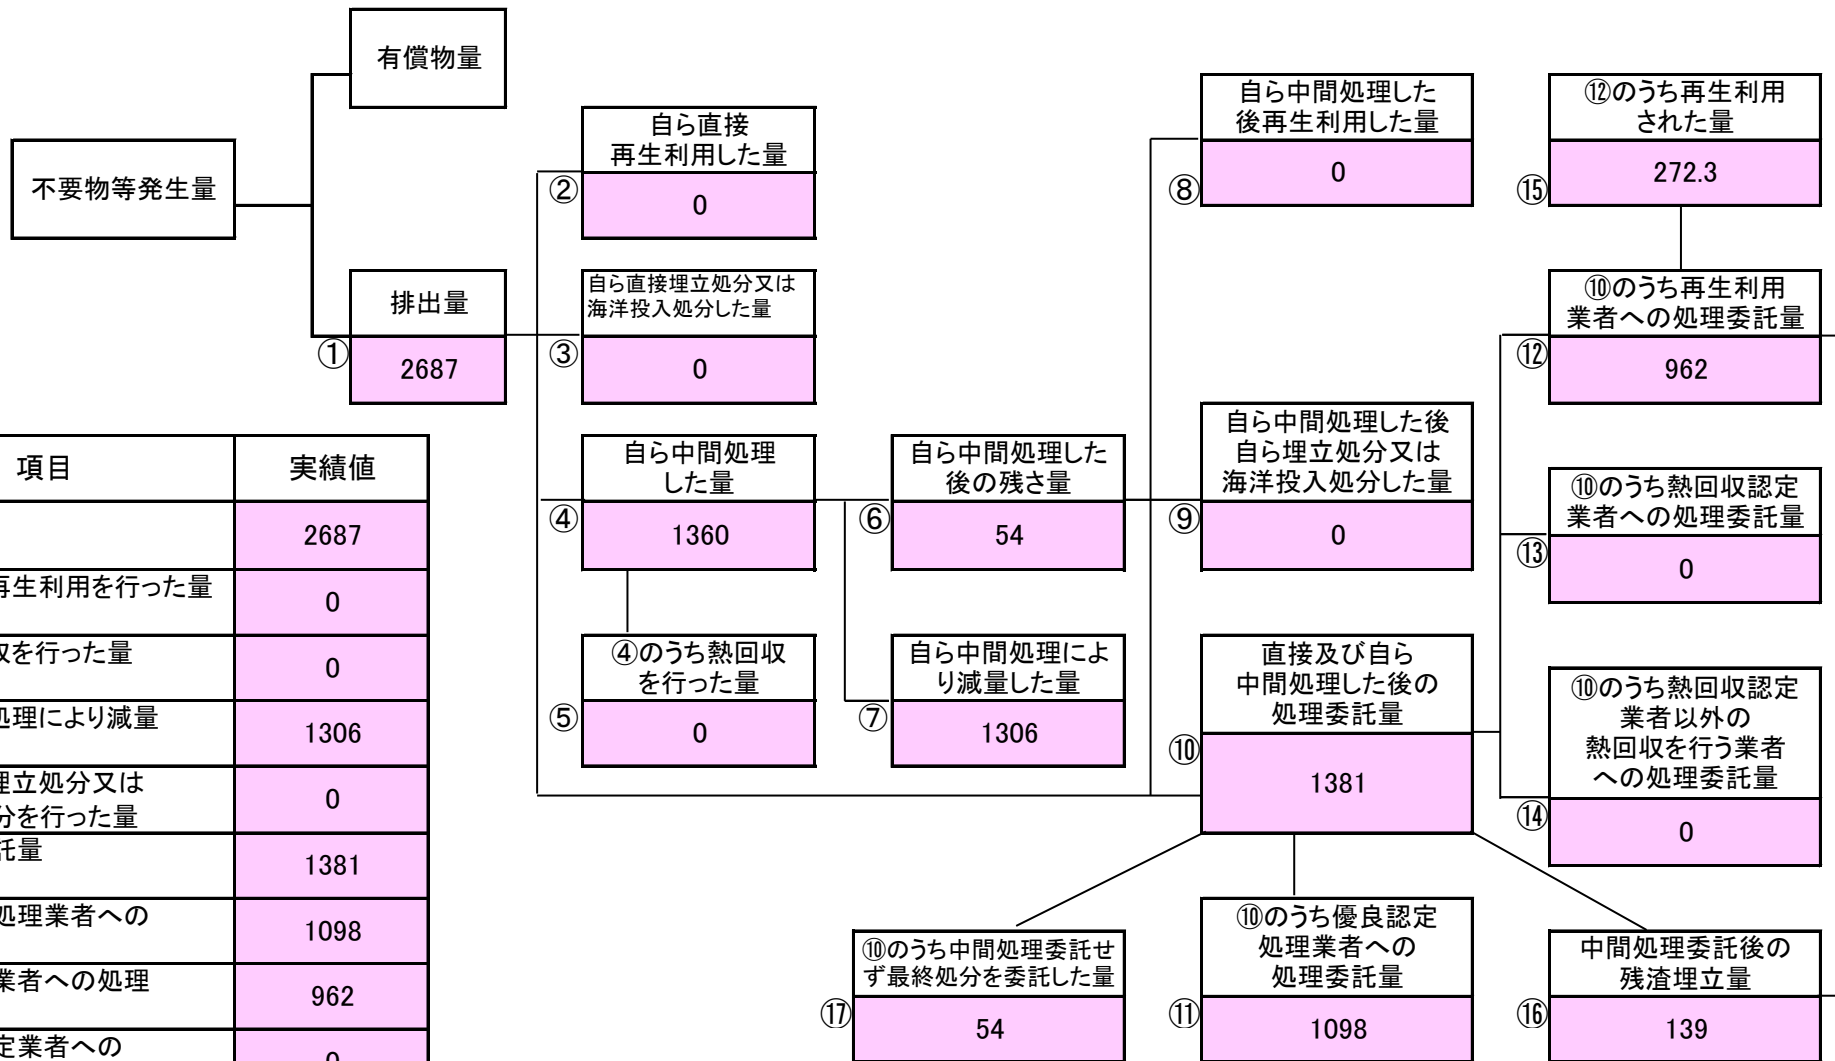 有償物量
不要物等発生量
排出量
①
2687
自ら直接
再生利用した量
②
0
自ら直接埋立処分又は
海洋投入処分した量
③
0
自ら中間処理
した量
④
1360
④のうち熱回収
を行った量
⑤
0
自ら中間処理した
後の残さ量
⑥
54
自ら中間処理によ
り減量した量
⑦
1306
自ら中間処理した
後再生利用した量
⑧
0
自ら中間処理した後
自ら埋立処分又は
海洋投入処分した量
⑨
0
直接及び自ら
中間処理した後の
処理委託量
⑩
1381
⑫のうち再生利用
された量
⑮
272.3
⑩のうち再生利用
業者への処理委託量
⑫
962
⑩のうち熱回収認定
業者への処理委託量
⑬
0
⑩のうち熱回収認定
業者以外の
熱回収を行う業者
への処理委託量
⑭
0
⑩のうち中間処理委託せ
ず最終処分を委託した量
⑰
54
⑩のうち優良認定
処理業者への
処理委託量
⑪
1098
中間処理委託後の
残渣埋立量
⑯
139
項目
実績値
2687
再生利用を行った量
0
収を行った量
0
処理により減量
1306
埋立処分又は
分を行った量
0
託量
1381
処理業者への
1098
業者への処理
962
定業者への
0